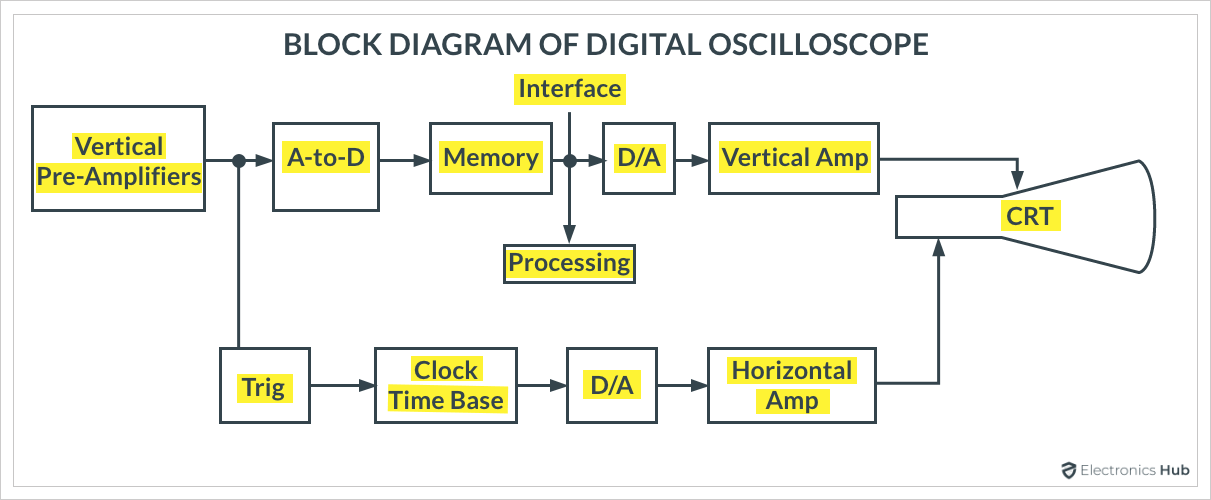 BLOCK DIAGRAM OF DIGITAL OSCILLOSCOPE
Interface
Vertical
Pre-Amplifiers
A-to-D
Memory
D/A
Vertical Amp
CRT
Processing
Trig
Clock
Time Base
D/A
Horizontal
Amp
Electronics Hub